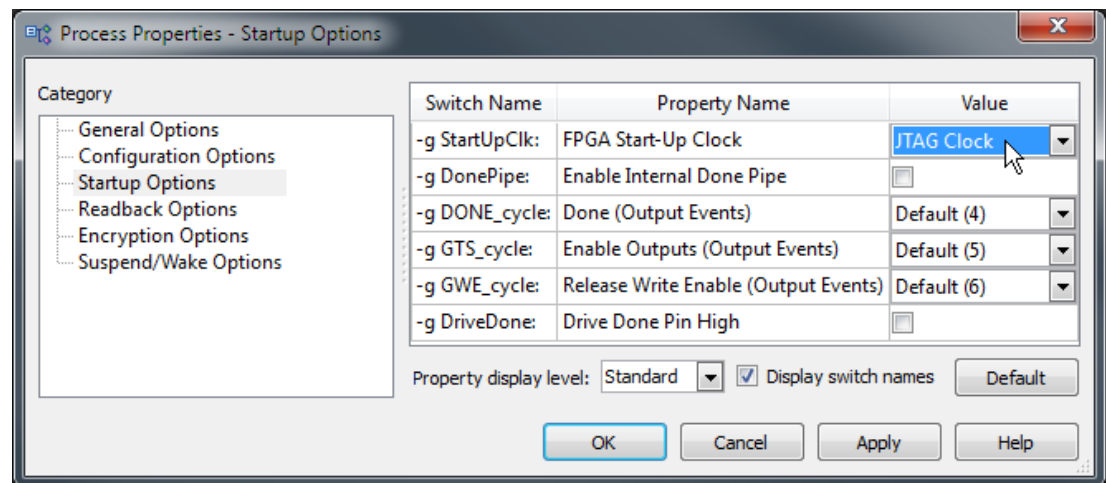 Process Properties - Startup Options
Category
General Options
Configuration Options
Startup Options
Readback Options
Encryption Options
Suspend/Wake Options
Switch Name Property Name Value
-g StartUpClk: FPGA Start-Up Clock JTAG Clock
-g DonePipe: Enable Internal Done Pipe
-g DONE_cycle: Done (Output Events) Default (4)
-g GTS_cycle: Enable Outputs (Output Events) Default (5)
-g GWE_cycle: Release Write Enable (Output Events) Default (6)
-g DriveDone: Drive Done Pin High
Property display level: Standard Display switch names Default
OK Cancel Apply Help